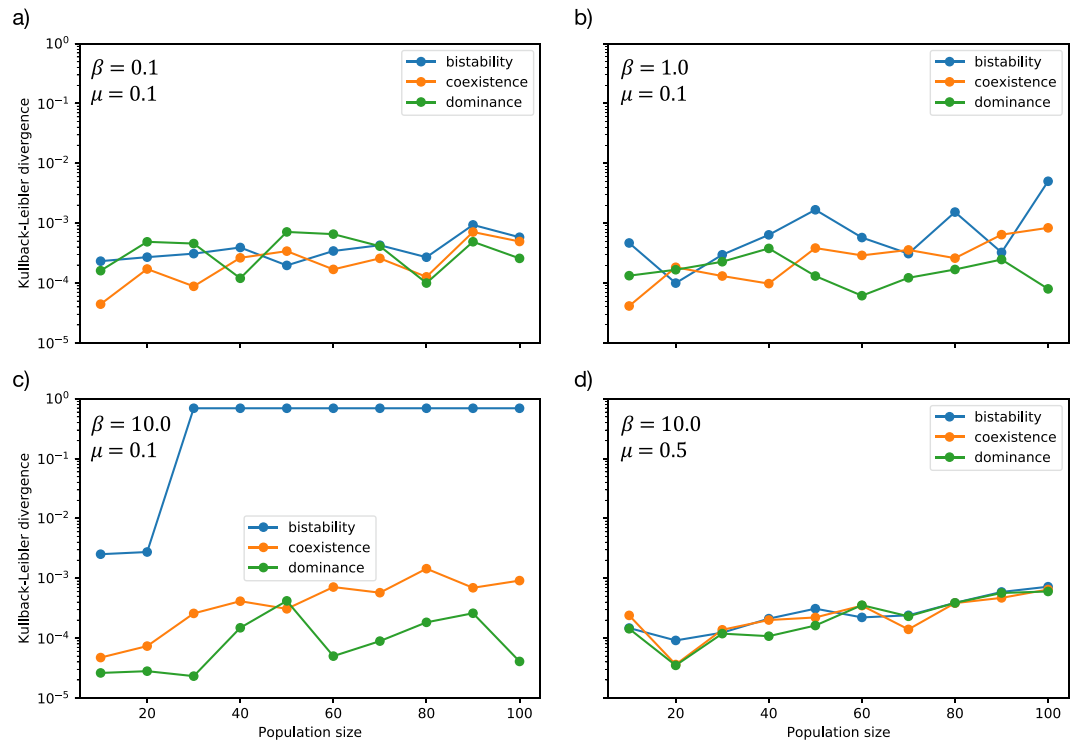 a)
10^0
10^-1
10^-2
10^-3
10^-4
10^-5
Kullback-Leibler divergence
β = 0.1
μ = 0.1
bistability
coexistence
dominance
b)
β = 1.0
μ = 0.1
bistability
coexistence
dominance
c)
10^0
10^-1
10^-2
10^-3
10^-4
10^-5
Kullback-Leibler divergence
β = 10.0
μ = 0.1
bistability
coexistence
dominance
20 40 60 80 100
Population size
d)
β = 10.0
μ = 0.5
bistability
coexistence
dominance
20 40 60 80 100
Population size